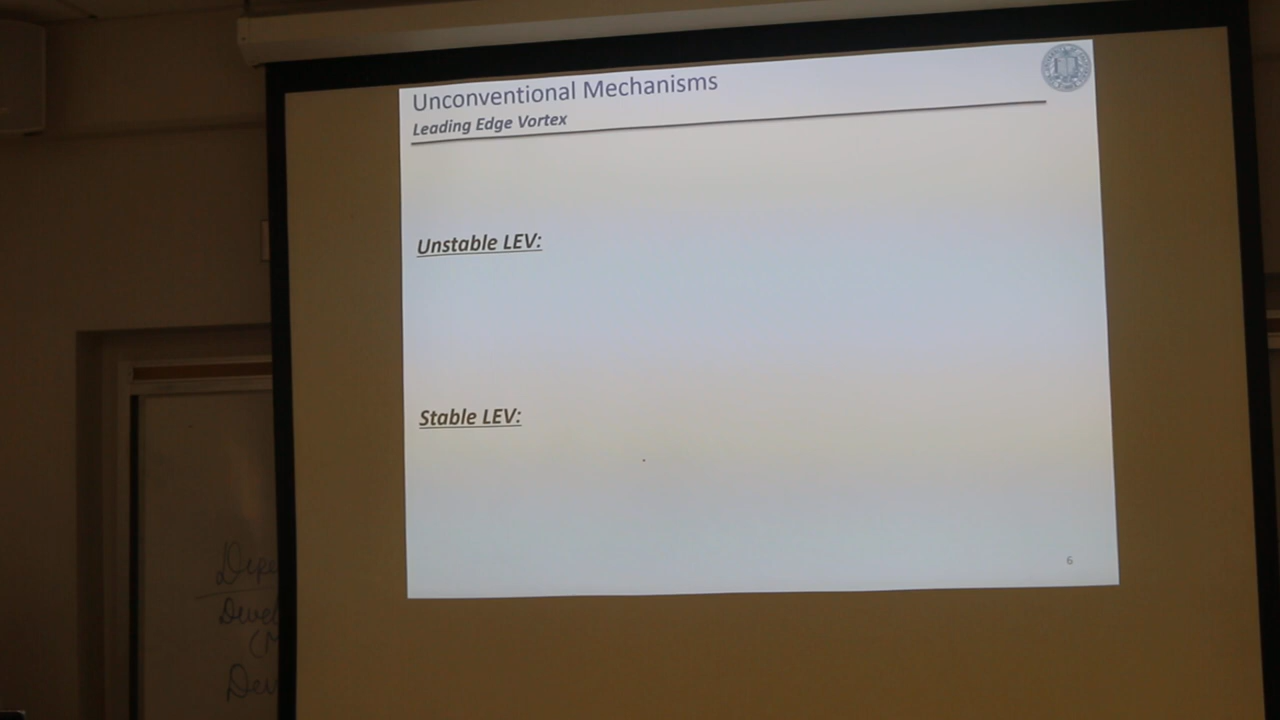 Unconventional Mechanisms
Leading Edge Vortex
Unstable LEV:
Stable LEV:
6